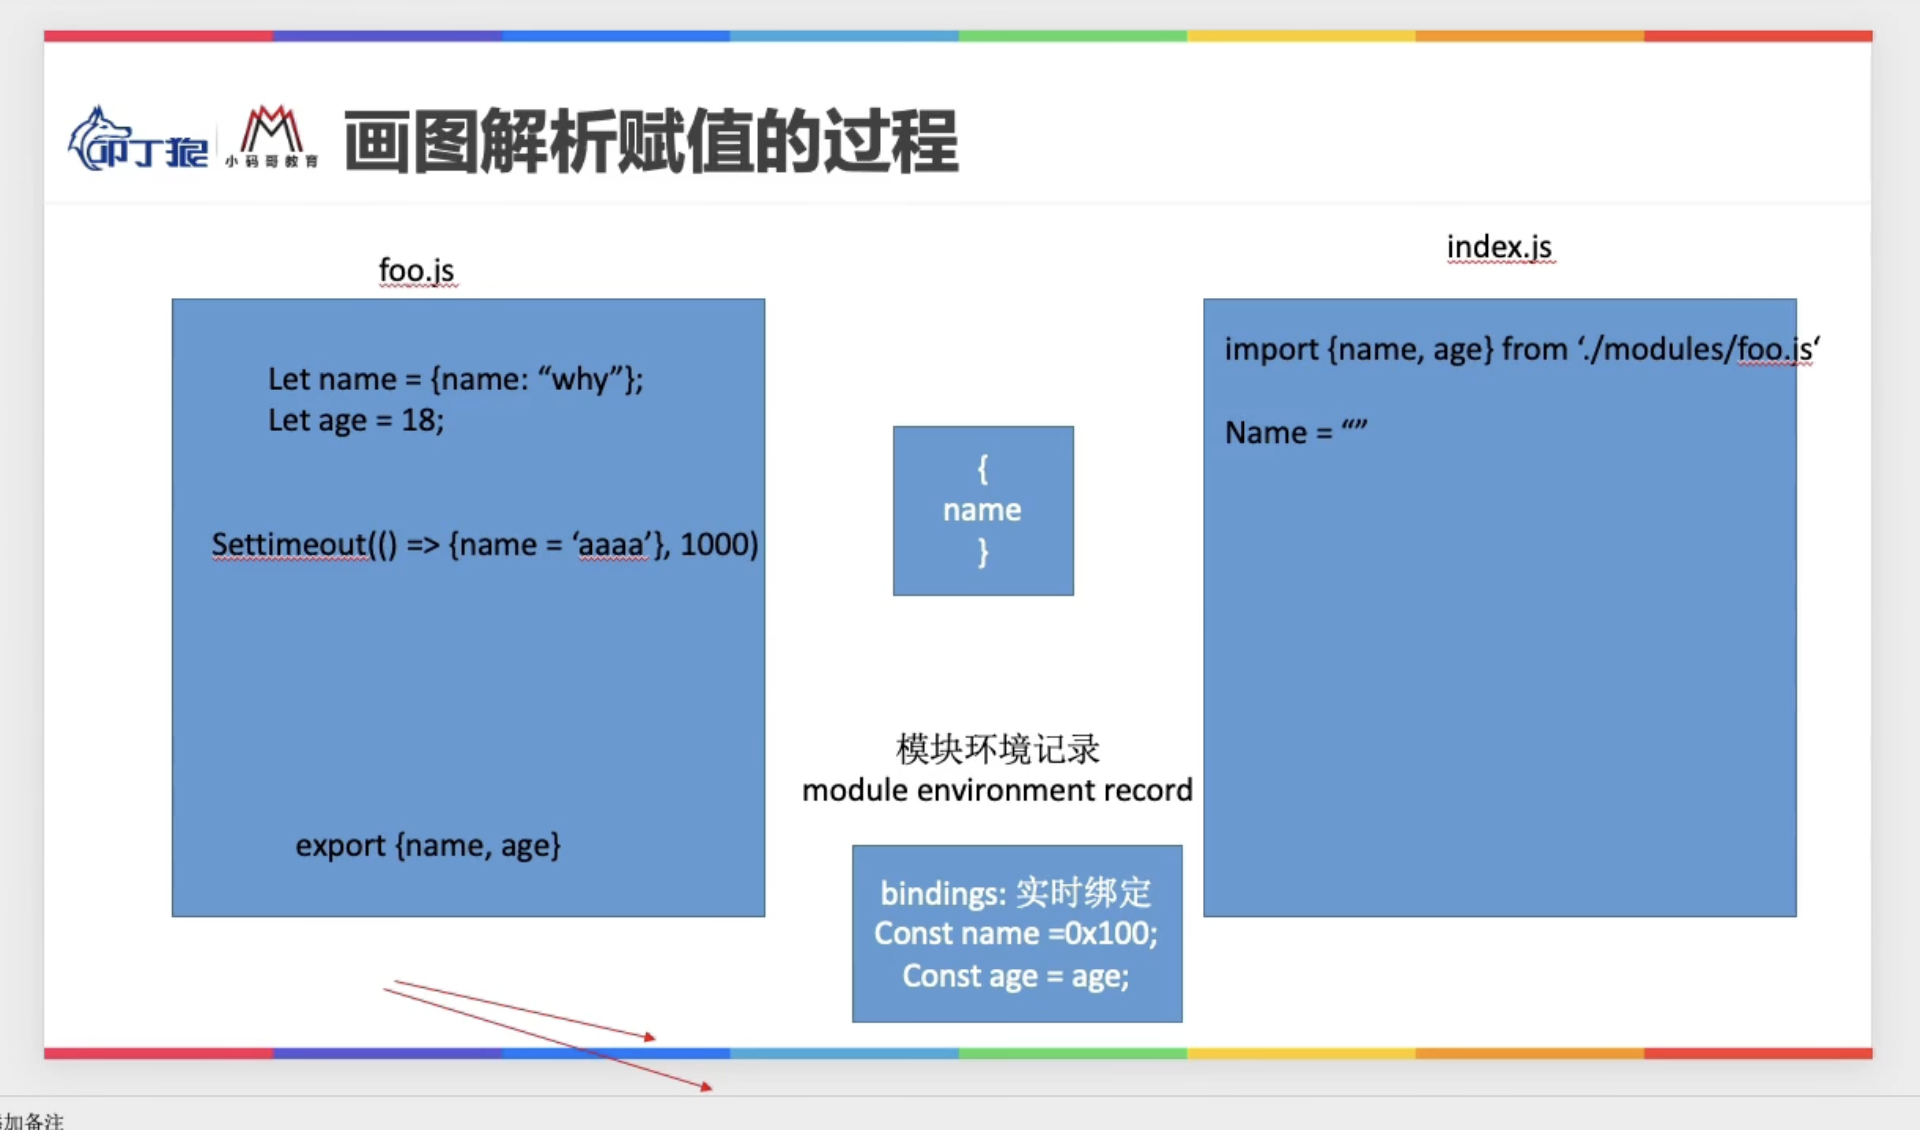 叩丁狼
小码哥教育
画图解析赋值的过程
foo.js
Let name = {name: “why”};
Let age = 18;
Settimeout(() => {name = ‘aaaa’}, 1000)
export {name, age}
{
name
}
模块环境记录
module environment record
bindings: 实时绑定
Const name =0x100;
Const age = age;
index.js
import {name, age} from ‘./modules/foo.js‘
Name = “”
加备注